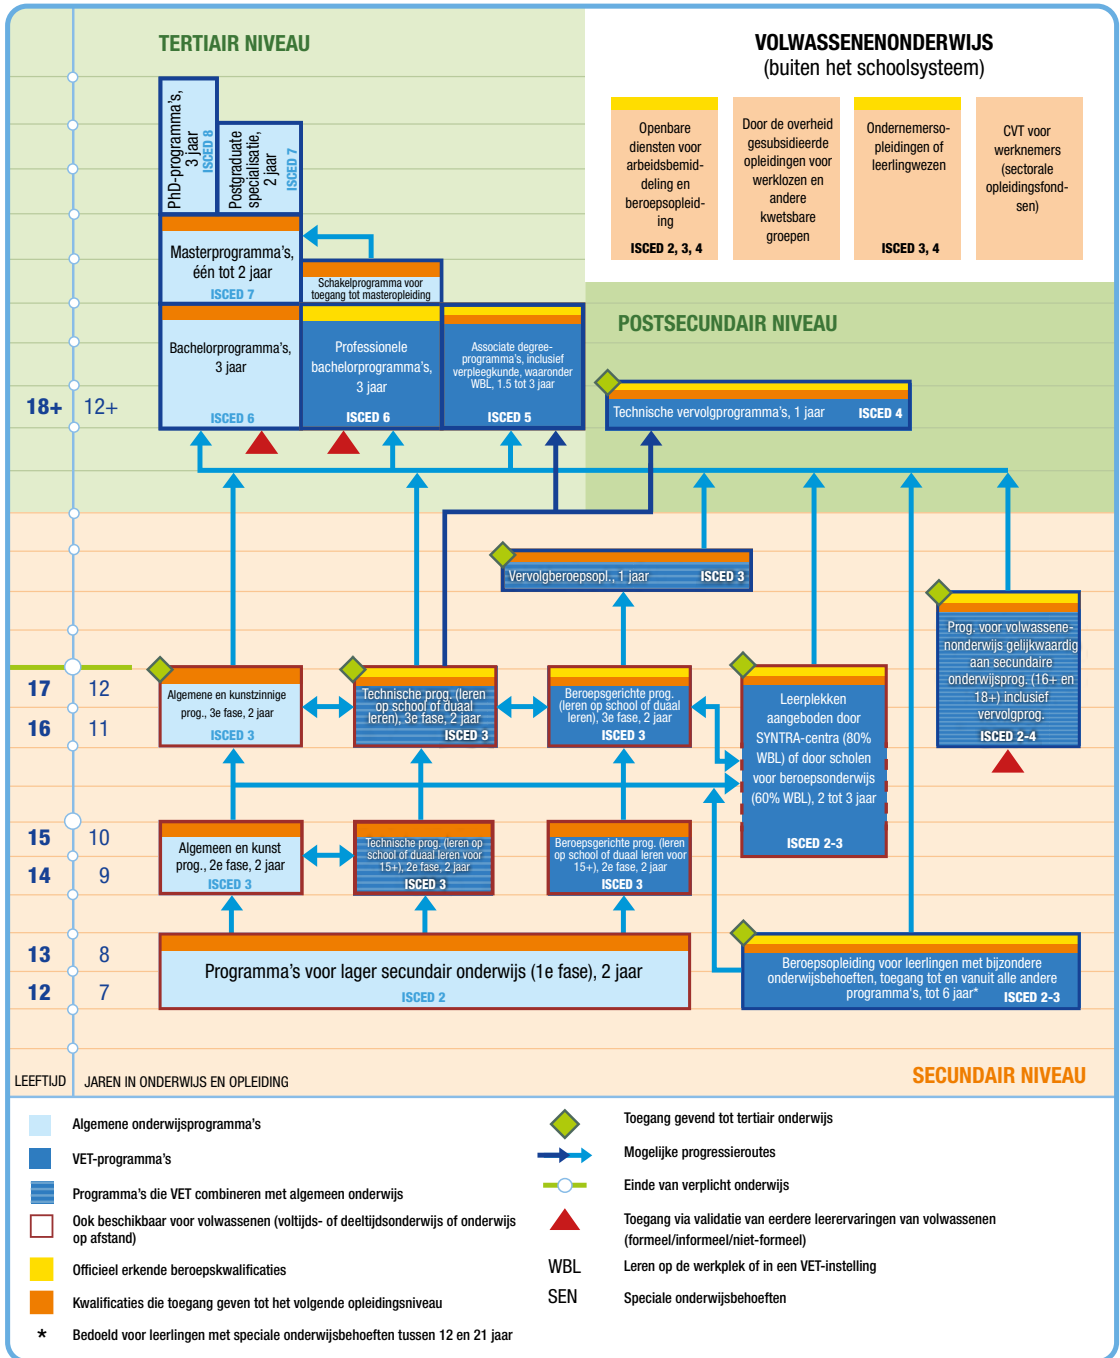 TERTIAIR NIVEAU
VOLWASSENENONDERWIJS
(buiten het schoolsysteem)
Openbare
diensten voor
arbeidsbemid-
deling en
beroepsopleid-
ing
ISCED 2, 3, 4
Door de overheid
gesubsidieerde
opleidingen voor
werklozen en
andere
kwetsbare
groepen
Ondernemerso-
pleidingen of
leerlingwezen
ISCED 3, 4
CVT voor
werknemers
(sectorale
opleidingsfond-
sen)
PhD-programma's,
3 jaar
ISCED 8
Postgraduate
specialisatie,
2 jaar
ISCED 7
Masterprogramma's,
één tot 2 jaar
ISCED 7
Schakelprogramma voor
toegang tot masteropleiding
Bachelorprogramma's,
3 jaar
ISCED 6
Professionele
bachelorprogramma's,
3 jaar
ISCED 6
Associate degree-
programma's, inclusief
verpleegkunde, waaronder
WBL, 1.5 tot 3 jaar
ISCED 5
POSTSECUNDAIR NIVEAU
Technische vervolgprogramma's, 1 jaar ISCED 4
18+ 12+
Vervolgberoepsopl., 1 jaar ISCED 3
17 12
16 11
Algemene en kunstzinnige
prog., 3e fase, 2 jaar
ISCED 3
Technische prog. (leren
op school of duaal
leren), 3e fase, 2 jaar
ISCED 3
Beroepsgerichte prog.
(leren op school of duaal
leren), 3e fase, 2 jaar
ISCED 3
Leerplekken
aangeboden door
SYNTRA-centra (80%
WBL) of door scholen
voor beroepsonderwijs
(60% WBL), 2 tot 3 jaar
ISCED 2-3
Prog. voor volwassene-
nonderwijs gelijkwaardig
aan secundaire
onderwijsprog. (16+ en
18+) inclusief
vervolgprog.
ISCED 2-4
15 10
14 9
Algemeen en kunst
prog., 2e fase, 2 jaar
ISCED 3
Technische prog. (leren op
school of duaal leren voor
15+), 2e fase, 2 jaar
ISCED 3
Beroepsgerichte prog. (leren
op school of duaal leren voor
15+), 2e fase, 2 jaar
ISCED 3
13 8
12 7
Programma's voor lager secundair onderwijs (1e fase), 2 jaar
ISCED 2
Beroepsopleiding voor leerlingen met bijzondere
onderwijsbehoeften, toegang tot en vanuit alle andere
programma's, tot 6 jaar* ISCED 2-3
LEEFTIJD JAREN IN ONDERWIJS EN OPLEIDING
SECUNDAIR NIVEAU
Algemene onderwijsprogramma's
VET-programma's
Programma's die VET combineren met algemeen onderwijs
Ook beschikbaar voor volwassenen (voltijds- of deeltijdsonderwijs of onderwijs
op afstand)
Officieel erkende beroepskwalificaties
Kwalificaties die toegang geven tot het volgende opleidingsniveau
* Bedoeld voor leerlingen met speciale onderwijsbehoeften tussen 12 en 21 jaar
Toegang gevend tot tertiair onderwijs
Mogelijke progressieroutes
Einde van verplicht onderwijs
Toegang via validatie van eerdere leerervaringen van volwassenen
(formeel/informeel/niet-formeel)
WBL Leren op de werkplek of in een VET-instelling
SEN Speciale onderwijsbehoeften